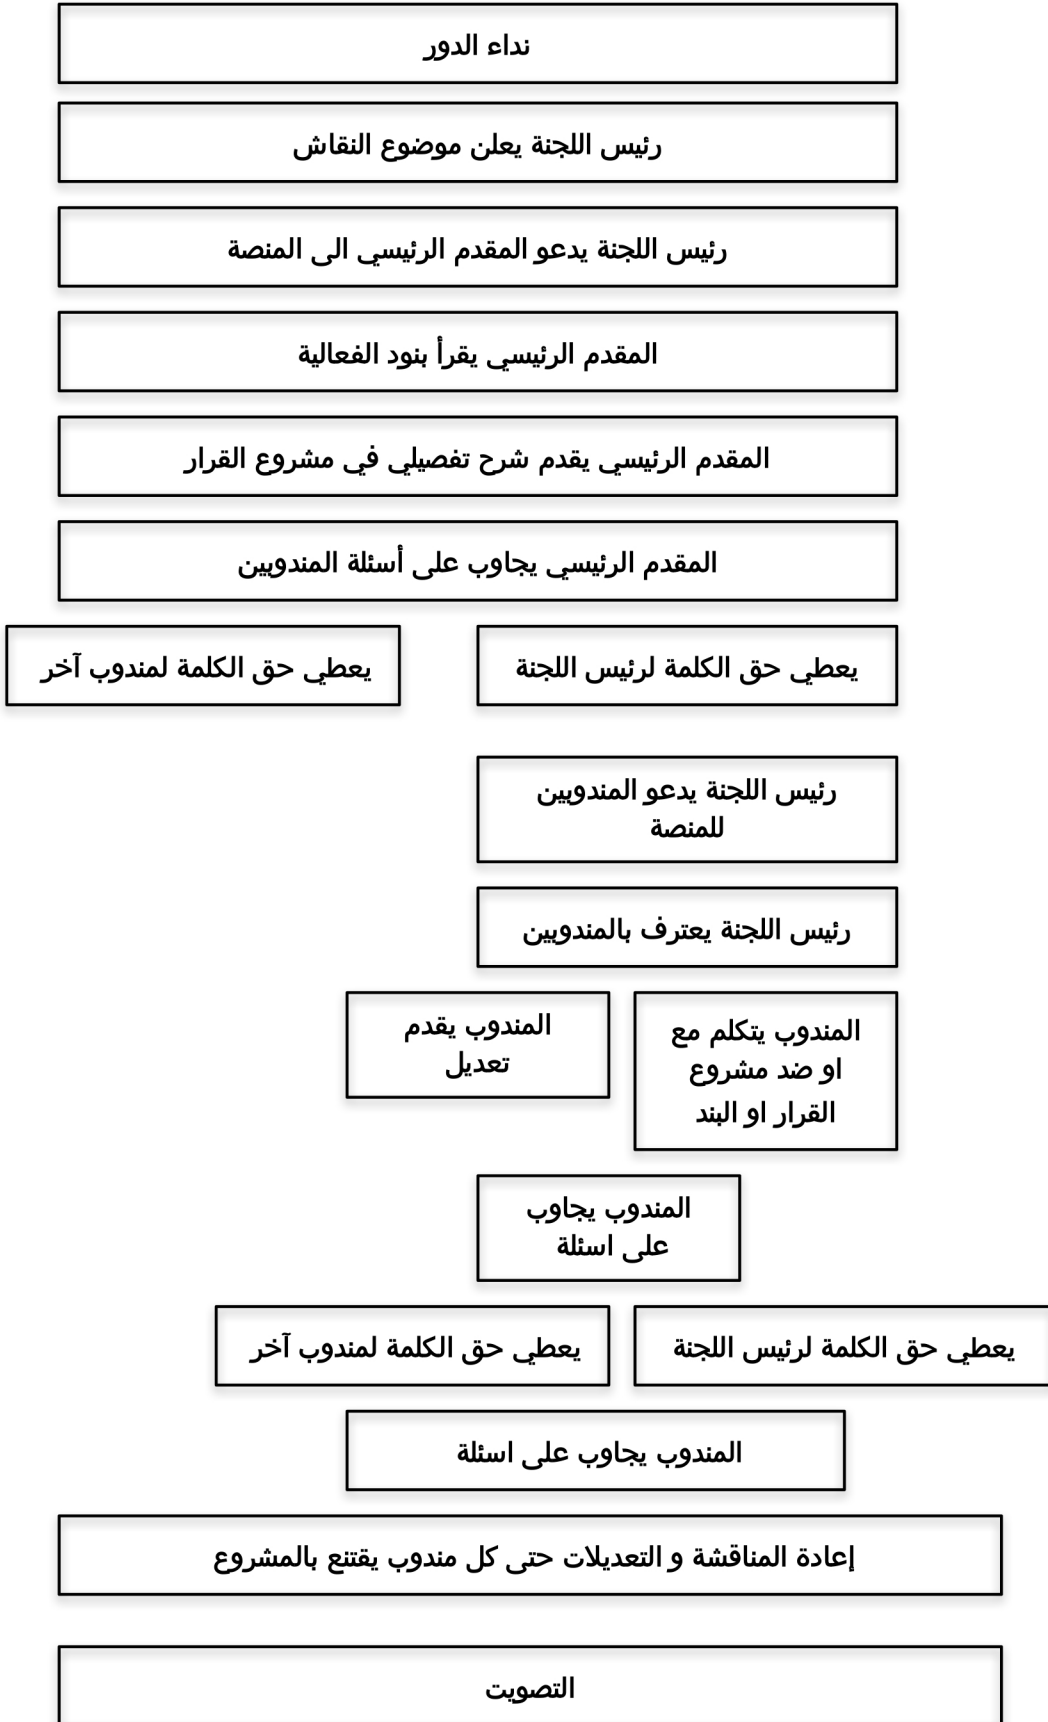 نداء الدور
رئيس اللجنة يعلن موضوع النقاش
رئيس اللجنة يدعو المقدم الرئيسي الى المنصة
المقدم الرئيسي يقرأ بنود الفعالية
المقدم الرئيسي يقدم شرح تفصيلي في مشروع القرار
المقدم الرئيسي يجاوب على أسئلة المندوبين
يعطي حق الكلمة لرئيس اللجنة
يعطي حق الكلمة لمندوب آخر
رئيس اللجنة يدعو المندوبين
للمنصة
رئيس اللجنة يعترف بالمندوبين
المندوب يتكلم مع
او ضد مشروع
القرار او البند
المندوب يقدم
تعديل
المندوب يجاوب
على اسئلة
يعطي حق الكلمة لرئيس اللجنة
يعطي حق الكلمة لمندوب آخر
المندوب يجاوب على اسئلة
إعادة المناقشة و التعديلات حتى كل مندوب يقتنع بالمشروع
التصويت